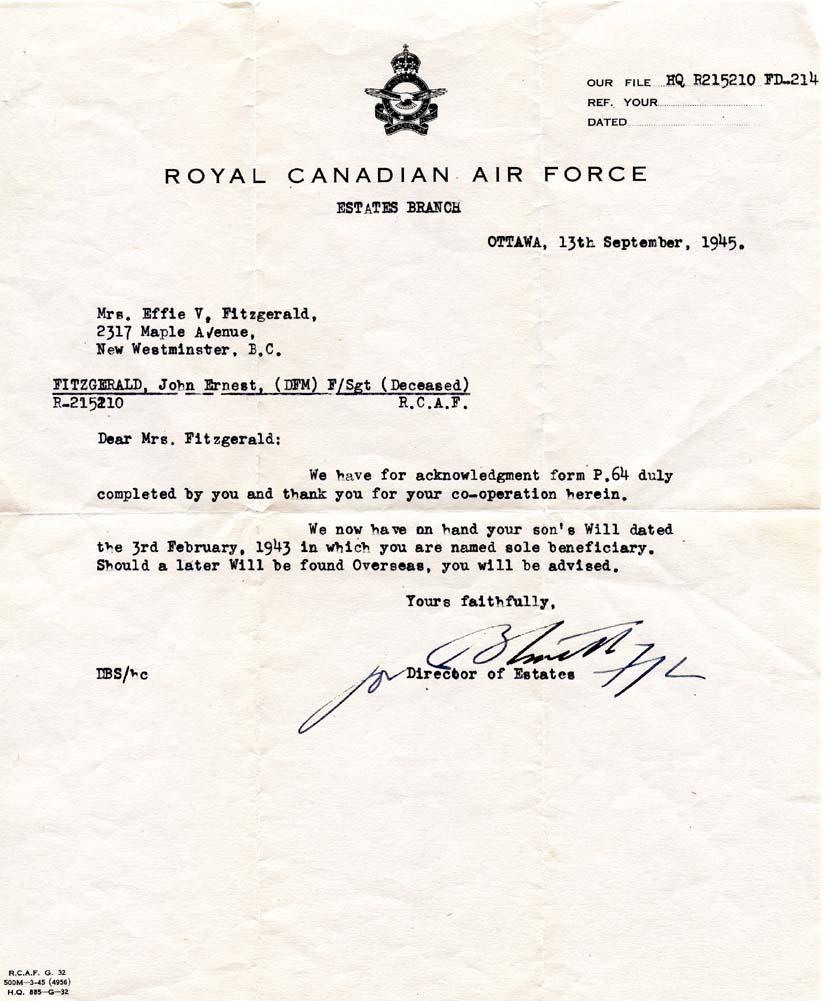 OUR FILE HQ R215210 FD-214
REF. YOUR
DATED
ROYAL CANADIAN AIR FORCE
ESTATES BRANCH
OTTAWA, 13th September, 1945.
Mrs. Effie V, Fitzgerald,
2317 Maple Avenue,
New Westminster, B.C.
FITZGERALD, John Ernest, (DFM) F/Sgt (Deceased)
R-215210 R.C.A.F.
Dear Mrs. Fitzgerald:
We have for acknowledgment form P.64 duly
completed by you and thank you for your co-operation herein.
We now have on hand your son's Will dated
the 3rd February, 1943 in which you are named sole beneficiary.
Should a later Will be found Overseas, you will be advised.
Yours faithfully,
DBS/hc for Director of Estates F/L
R.C.A.F. G. 32
500M-3-45 (4956)
H.Q. 885-G-32